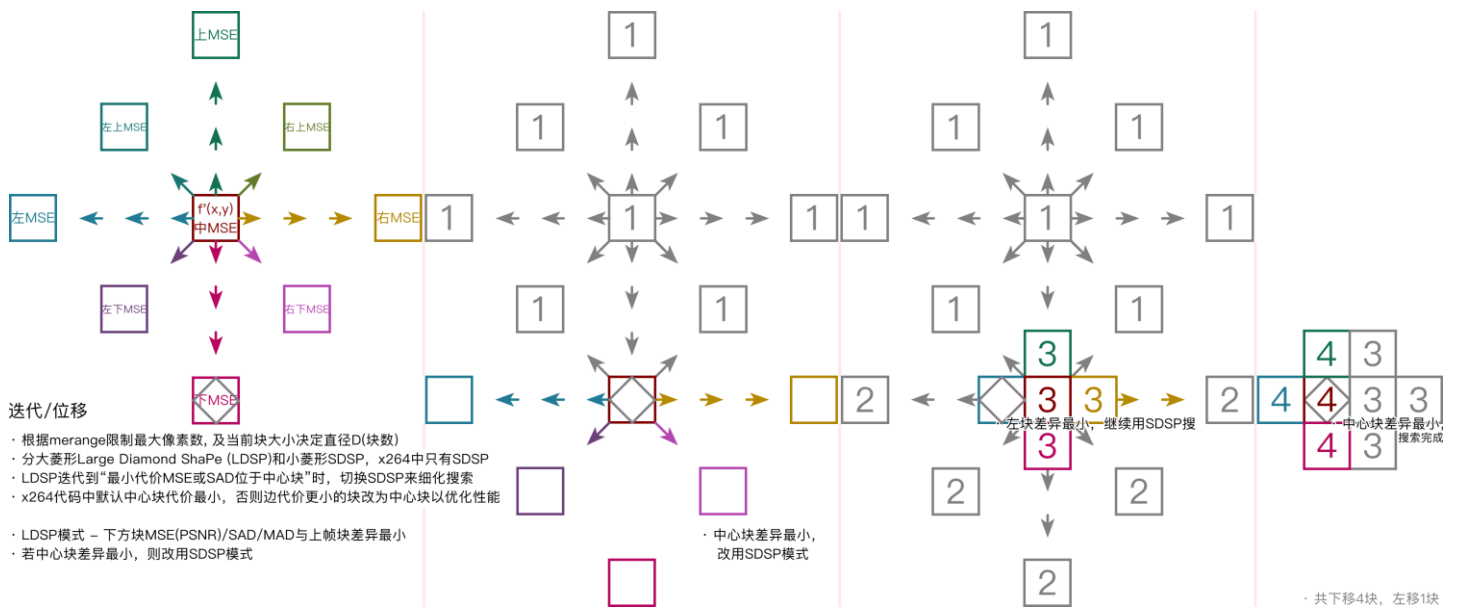 上MSE
左上MSE
右上MSE
左MSE
f'(x,y)
中MSE
右MSE
左下MSE
右下MSE
下MSE
迭代/位移
· 根据merange限制最大像素数, 及当前块大小决定直径D(块数)
· 分大菱形Large Diamond ShaPe (LDSP)和小菱形SDSP，x264中只有SDSP
· LDSP迭代到“最小代价MSE或SAD位于中心块”时，切换SDSP来细化搜索
· x264代码中默认中心块代价最小，否则边代价更小的块改为中心块以优化性能
· LDSP模式 – 下方块MSE(PSNR)/SAD/MAD与上帧块差异最小
· 若中心块差异最小，则改用SDSP模式
1
1
1
1
1
1
1
1
· 中心块差异最小，
改用SDSP模式
1
1
1
1
1
1
1
1
3
2
3
3
2
· 左块差异最小，继续用SDSP搜
3
2
2
2
4
3
4
4
3
3
· 中心块差异最小，
搜索完成
4
3
· 共下移4块，左移1块